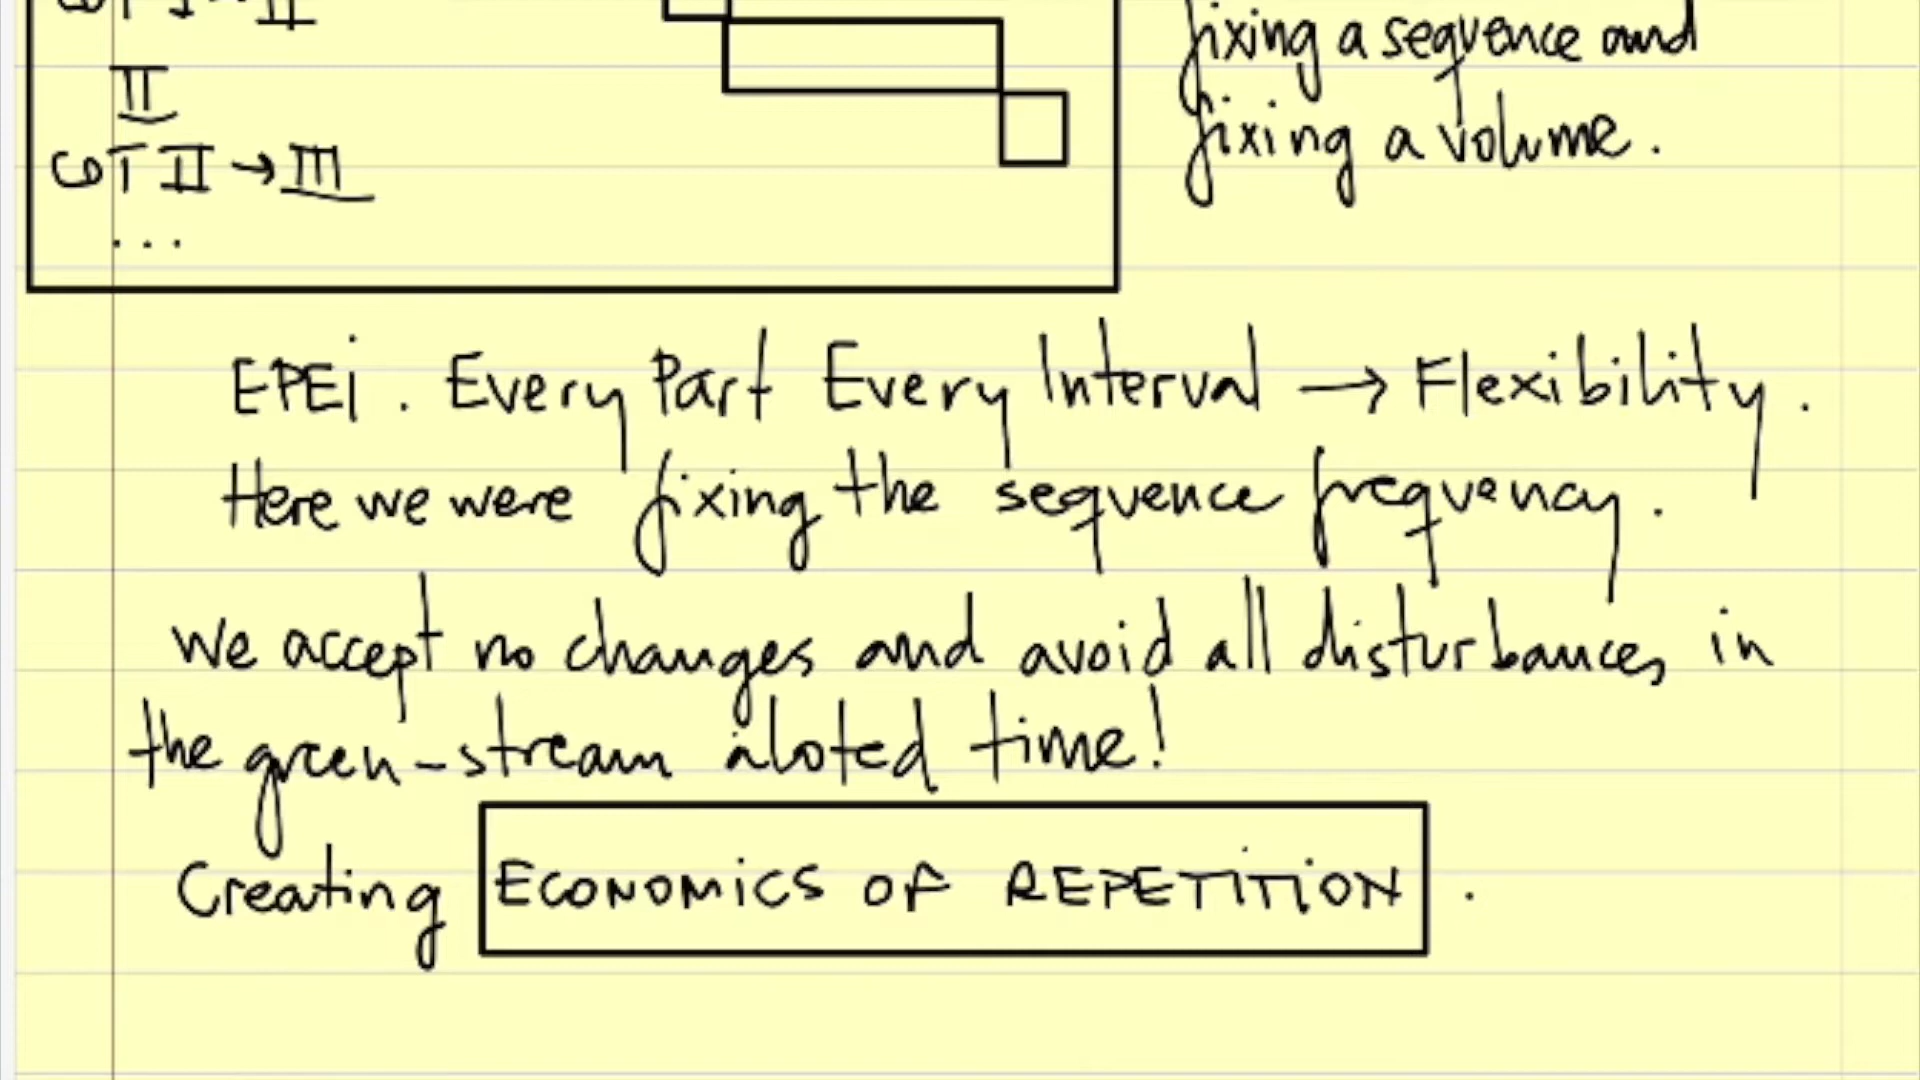 COT I → II
fixing a sequence and
II
fixing a volume.
COT II → III
...
EPEi. Every Part Every Interval → Flexibility.
Here we were fixing the sequence frequency.
We accept no changes and avoid all disturbances in
the green-stream aloted time!
Creating ECONOMICS OF REPETITION.